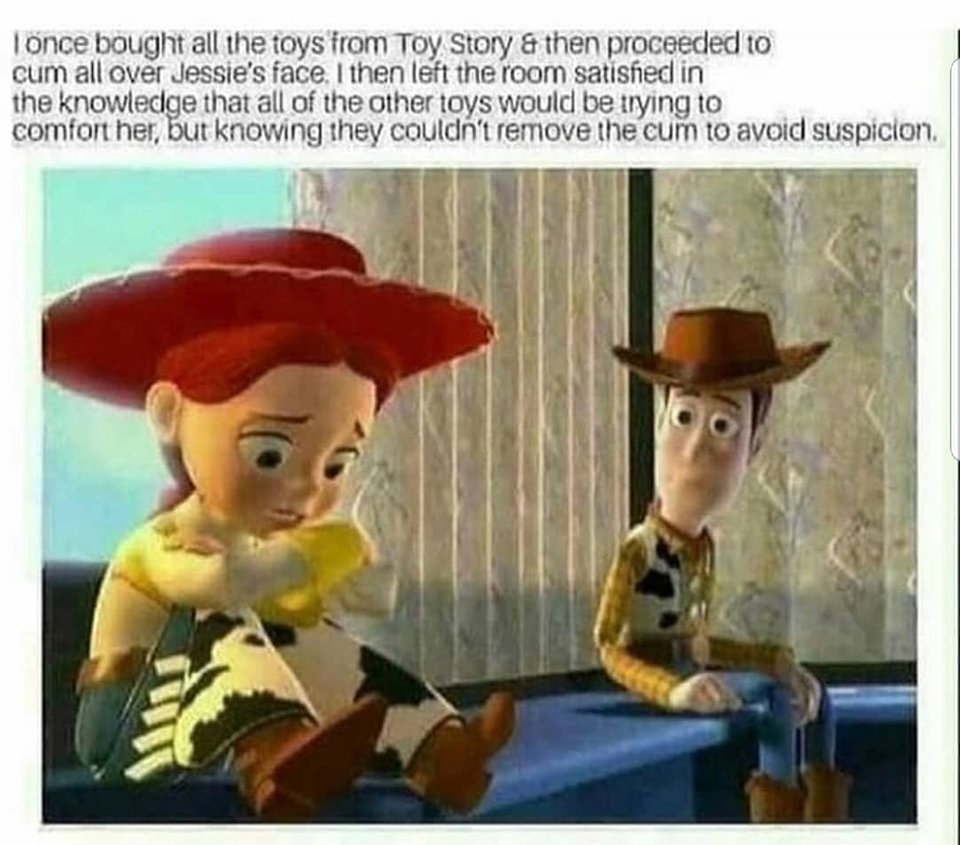 I once bought all the toys from Toy Story & then proceeded to
cum all over Jessie's face. I then left the room satisfied in
the knowledge that all of the other toys would be trying to
comfort her, but knowing they couldn't remove the cum to avoid suspicion.